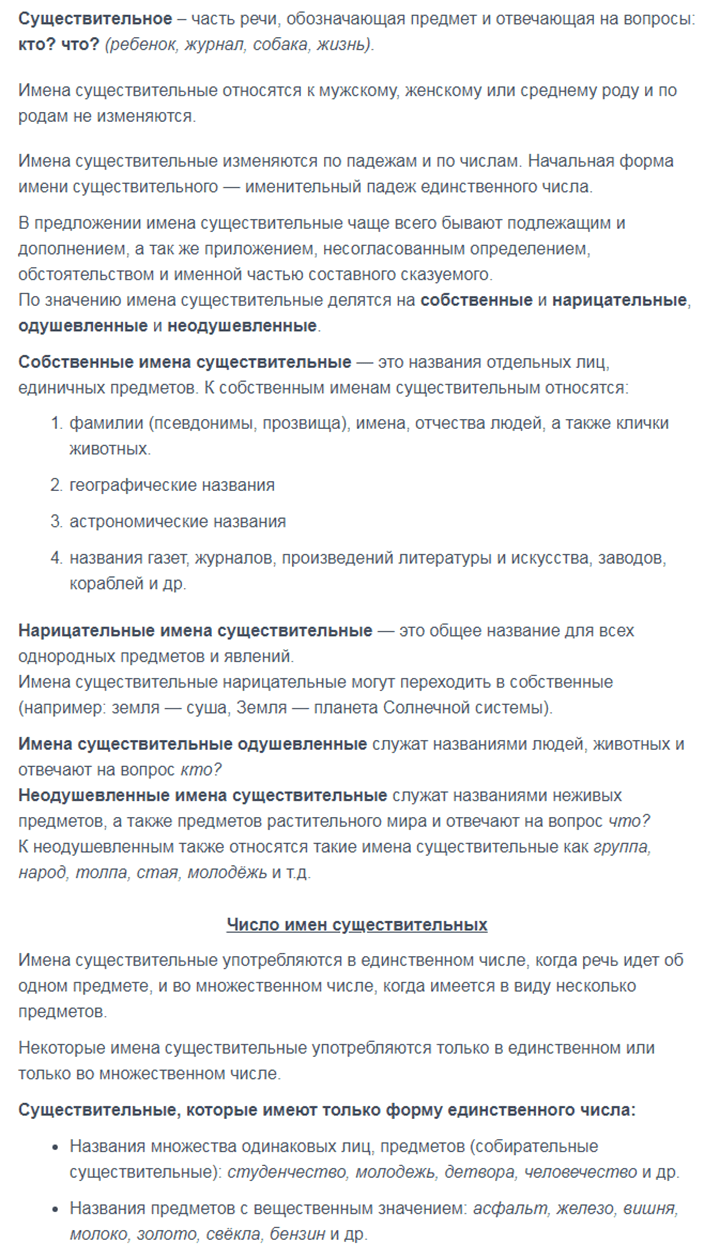 Существительное – часть речи, обозначающая предмет и отвечающая на вопросы:
кто? что? (ребенок, журнал, собака, жизнь).
Имена существительные относятся к мужскому, женскому или среднему роду и по
родам не изменяются.
Имена существительные изменяются по падежам и по числам. Начальная форма
имени существительного — именительный падеж единственного числа.
В предложении имена существительные чаще всего бывают подлежащим и
дополнением, а так же приложением, несогласованным определением,
обстоятельством и именной частью составного сказуемого.
По значению имена существительные делятся на собственные и нарицательные,
одушевленные и неодушевленные.
Собственные имена существительные — это названия отдельных лиц,
единичных предметов. К собственным именам существительным относятся:
1. фамилии (псевдонимы, прозвища), имена, отчества людей, а также клички
животных.
2. географические названия
3. астрономические названия
4. названия газет, журналов, произведений литературы и искусства, заводов,
кораблей и др.
Нарицательные имена существительные — это общее название для всех
однородных предметов и явлений.
Имена существительные нарицательные могут переходить в собственные
(например: земля — суша, Земля — планета Солнечной системы).
Имена существительные одушевленные служат названиями людей, животных и
отвечают на вопрос кто?
Неодушевленные имена существительные служат названиями неживых
предметов, а также предметов растительного мира и отвечают на вопрос что?
К неодушевленным также относятся такие имена существительные как группа,
народ, толпа, стая, молодёжь и т.д.
Число имен существительных
Имена существительные употребляются в единственном числе, когда речь идет об
одном предмете, и во множественном числе, когда имеется в виду несколько
предметов.
Некоторые имена существительные употребляются только в единственном или
только во множественном числе.
Существительные, которые имеют только форму единственного числа:
• Названия множества одинаковых лиц, предметов (собирательные
существительные): студенчество, молодежь, детвора, человечество и др.
• Названия предметов с вещественным значением: асфальт, железо, вишня,
молоко, золото, свёкла, бензин и др.